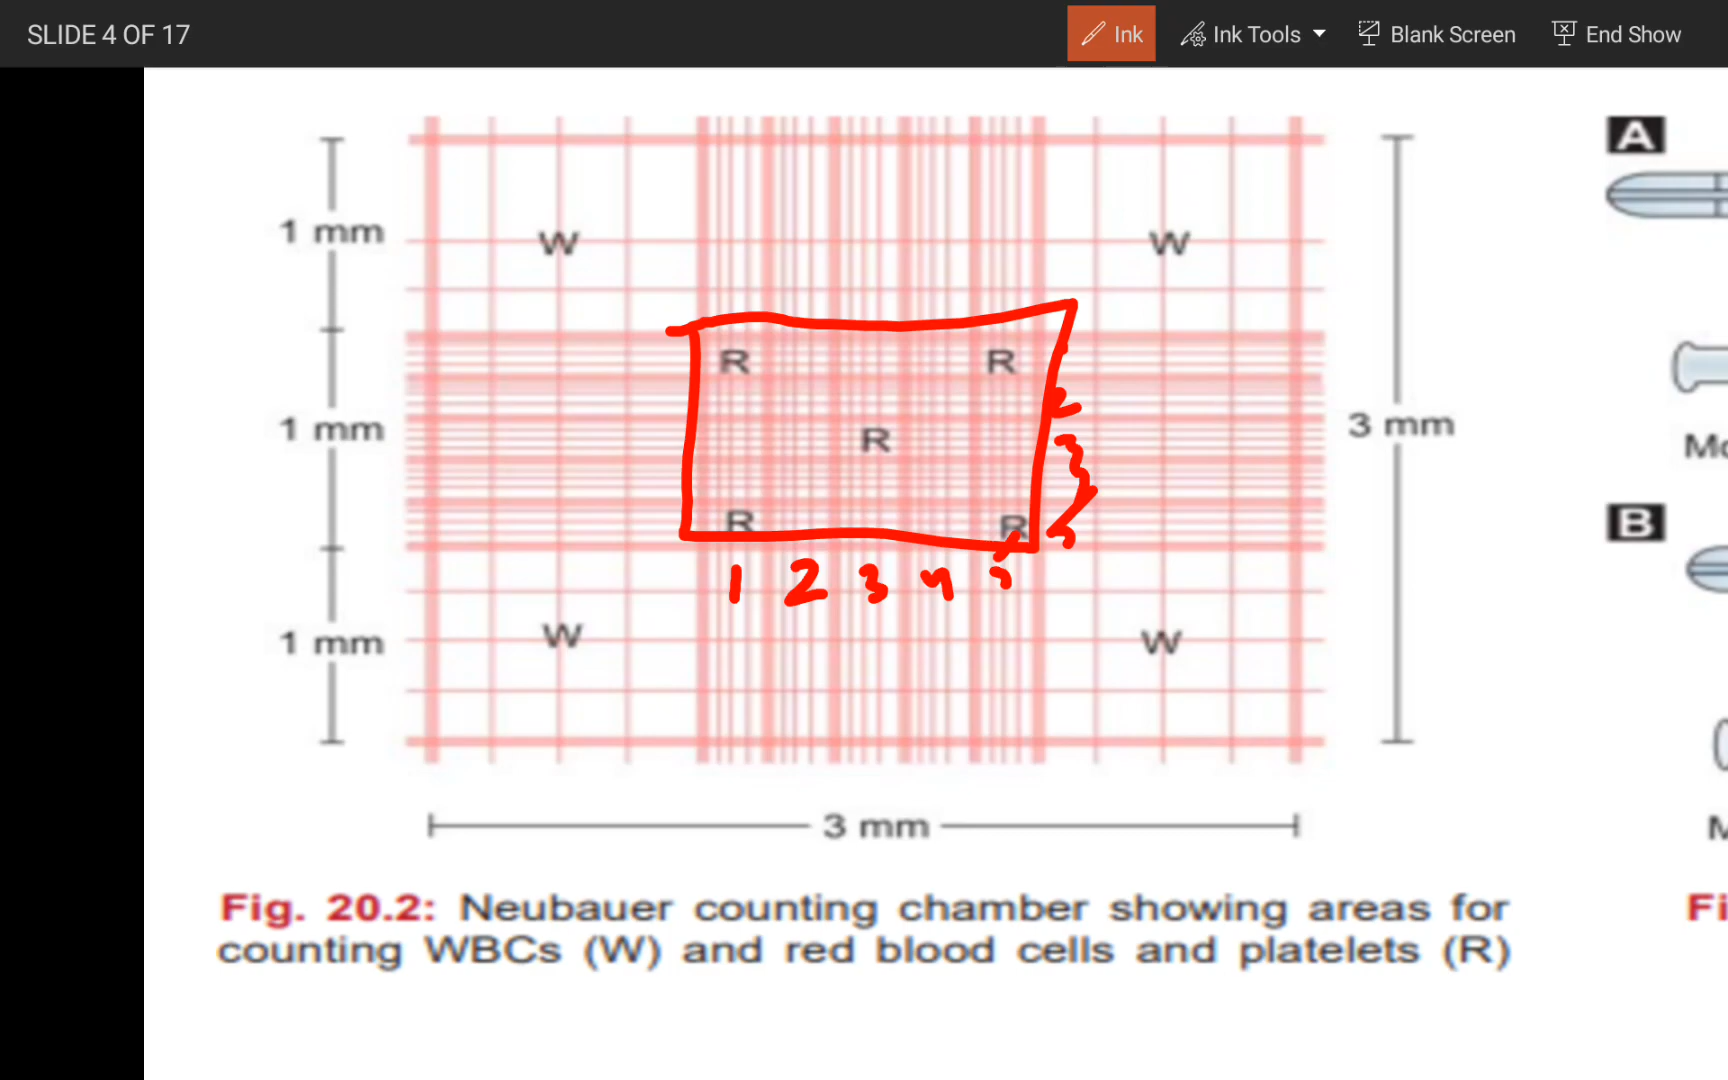 SLIDE 4 OF 17
Ink
Ink Tools
Blank Screen
End Show
A
W W
1 mm
R R
R
1 mm
3 mm
R R
B
1 2 3 4
W W
1 mm
3 mm
Fig. 20.2: Neubauer counting chamber showing areas for
counting WBCs (W) and red blood cells and platelets (R)